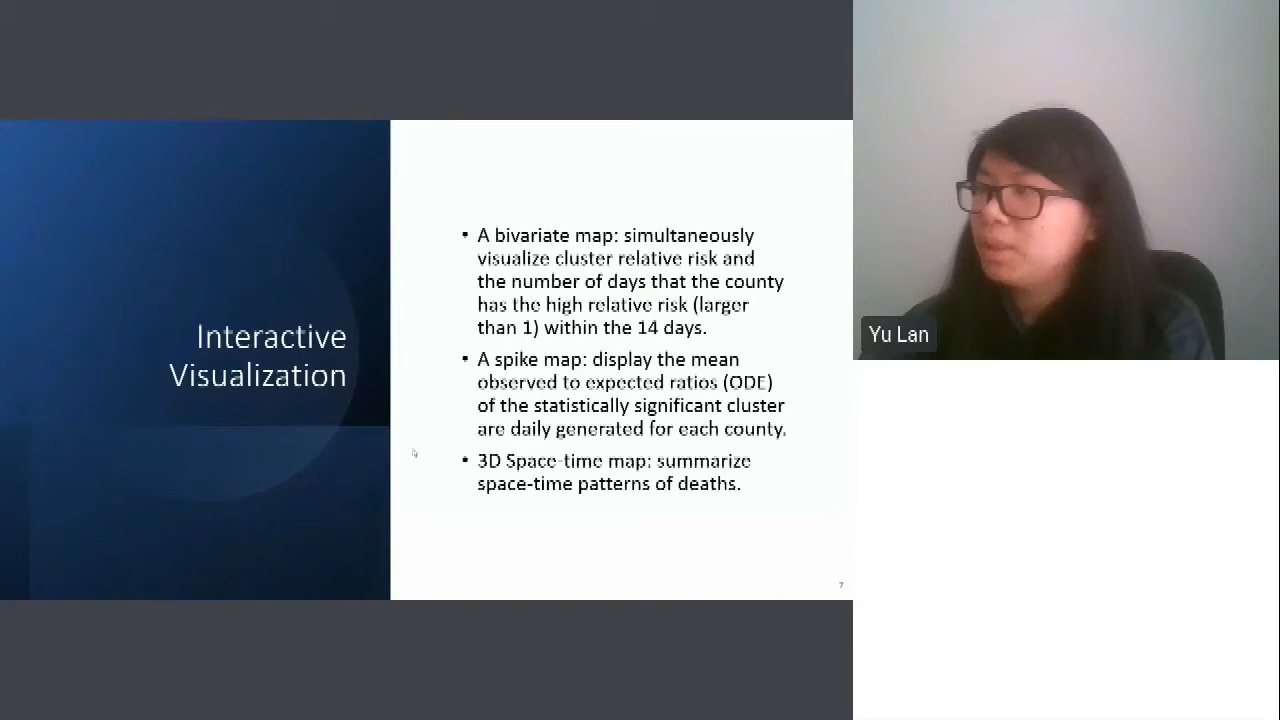 Interactive
Visualization
• A bivariate map: simultaneously
visualize cluster relative risk and
the number of days that the county
has the high relative risk (larger
than 1) within the 14 days.
• A spike map: display the mean
observed to expected ratios (ODE)
of the statistically significant cluster
are daily generated for each county.
• 3D Space-time map: summarize
space-time patterns of deaths.
7
Yu Lan